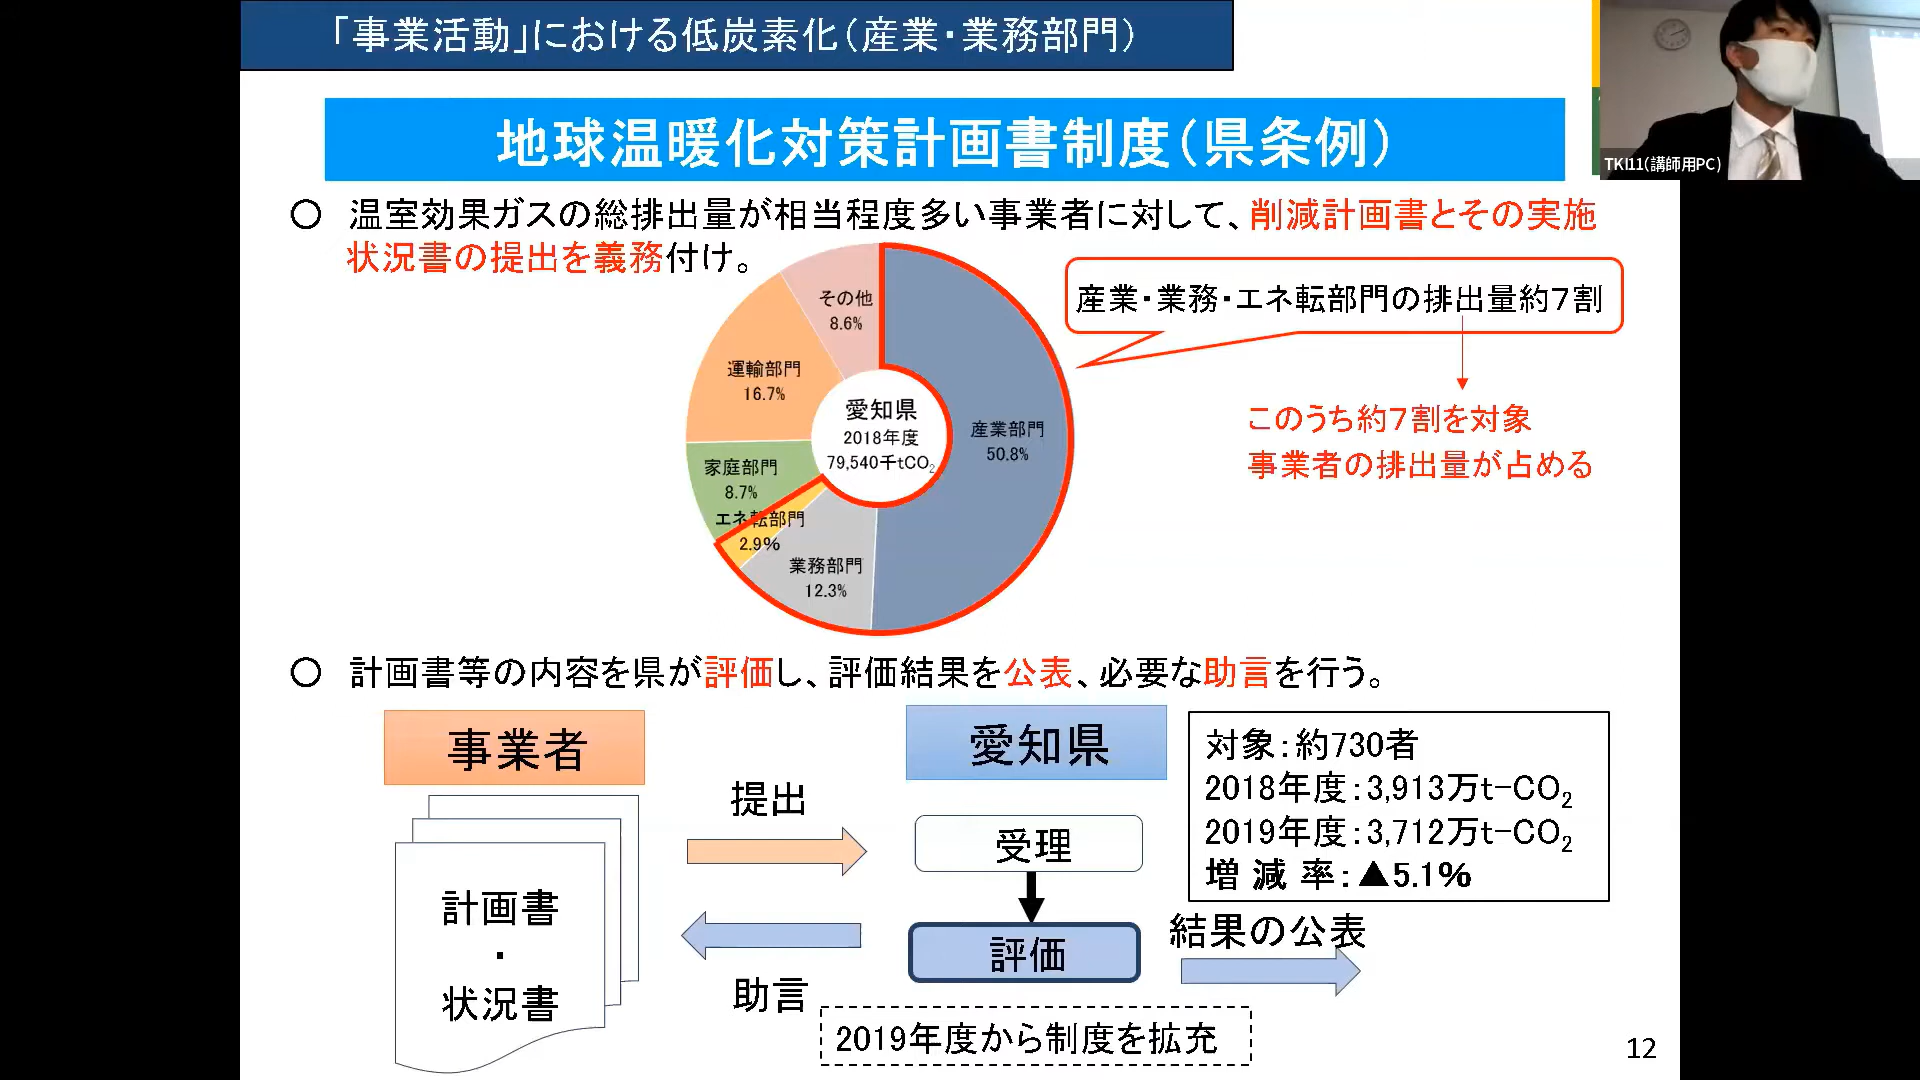 「事業活動」における低炭素化（産業・業務部門）
地球温暖化対策計画書制度（県条例）
TKI11（講師用PC）
〇 温室効果ガスの総排出量が相当程度多い事業者に対して、削減計画書とその実施
状況書の提出を義務付け。
その他
8.6%
運輸部門
16.7%
家庭部門
8.7%
エネ転部門
2.9%
業務部門
12.3%
産業部門
50.8%
愛知県
2018年度
79,540千tCO₂
産業・業務・エネ転部門の排出量約７割
このうち約７割を対象
事業者の排出量が占める
〇 計画書等の内容を県が評価し、評価結果を公表、必要な助言を行う。
事業者
計画書
・
状況書
提出
助言
愛知県
受理
評価
結果の公表
対象：約730者
2018年度：3,913万t-CO₂
2019年度：3,712万t-CO₂
増 減 率：▲5.1%
2019年度から制度を拡充
12